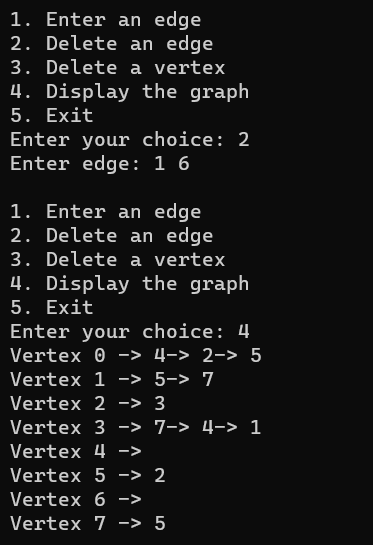 1. Enter an edge
2. Delete an edge
3. Delete a vertex
4. Display the graph
5. Exit
Enter your choice: 2
Enter edge: 1 6
1. Enter an edge
2. Delete an edge
3. Delete a vertex
4. Display the graph
5. Exit
Enter your choice: 4
Vertex 0 -> 4-> 2-> 5
Vertex 1 -> 5-> 7
Vertex 2 -> 3
Vertex 3 -> 7-> 4-> 1
Vertex 4 ->
Vertex 5 -> 2
Vertex 6 ->
Vertex 7 -> 5